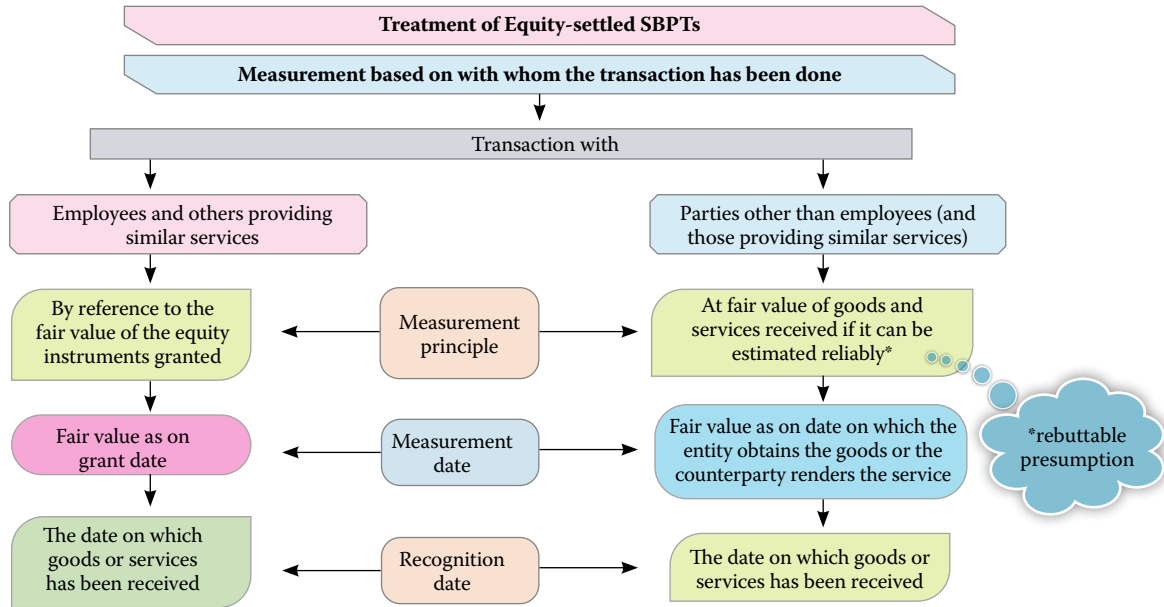 Treatment of Equity-settled SBPTs
Measurement based on with whom the transaction has been done
Transaction with
Employees and others providing
similar services
Parties other than employees (and
those providing similar services)
By reference to the
fair value of the equity
instruments granted
Measurement
principle
At fair value of goods and
services received if it can be
estimated reliably*
Fair value as on
grant date
Measurement
date
Fair value as on date on which the
entity obtains the goods or the
counterparty renders the service
*rebuttable
presumption
The date on which
goods or services
has been received
Recognition
date
The date on which goods or
services has been received